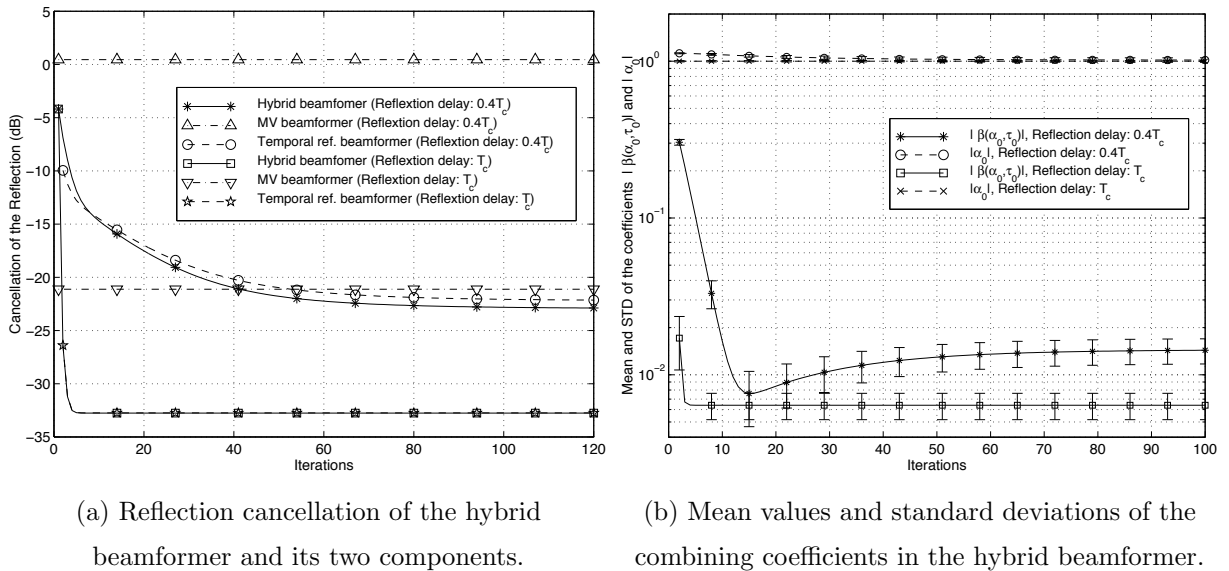 5
0
−5
−10
−15
−20
−25
−30
−35
Cancellation of the Reflection (dB)
Hybrid beamfomer (Reflextion delay: 0.4T_c)
MV beamformer (Reflextion delay: 0.4T_c)
Temporal ref. beamformer (Reflextion delay: 0.4T_c)
Hybrid beamfomer (Reflextion delay: T_c)
MV beamformer (Reflextion delay: T_c)
Temporal ref. beamformer (Reflextion delay: T_c)
0 20 40 60 80 100 120
Iterations
10^0
10^−1
10^−2
Mean and STD of the coefficients | β(α_0,τ_0)| and | α_0|
| β(α_0,τ_0)|, Reflection delay: 0.4T_c
|α_0|, Reflection delay: 0.4T_c
| β(α_0,τ_0)|, Reflection delay: T_c
|α_0|, Reflection delay: T_c
0 10 20 30 40 50 60 70 80 90 100
Iterations
(a) Reflection cancellation of the hybrid
beamformer and its two components.
(b) Mean values and standard deviations of the
combining coefficients in the hybrid beamformer.